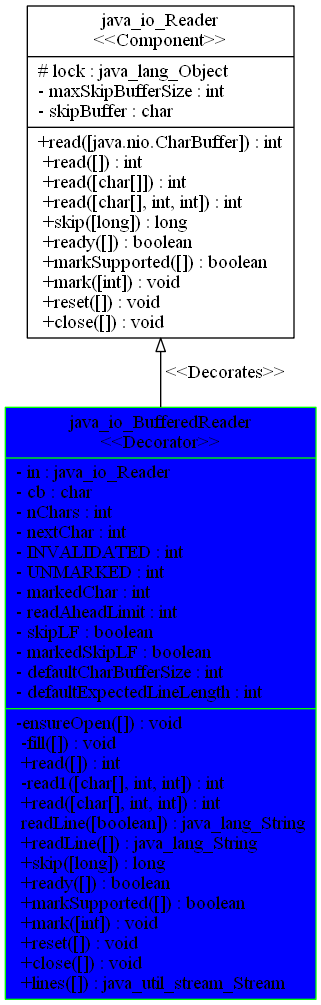 java_io_Reader
<<Component>>
# lock : java_lang_Object
- maxSkipBufferSize : int
- skipBuffer : char
+read([java.nio.CharBuffer]) : int
+read([]) : int
+read([char[]]) : int
+read([char[], int, int]) : int
+skip([long]) : long
+ready([]) : boolean
+markSupported([]) : boolean
+mark([int]) : void
+reset([]) : void
+close([]) : void
<<Decorates>>
java_io_BufferedReader
<<Decorator>>
- in : java_io_Reader
- cb : char
- nChars : int
- nextChar : int
- INVALIDATED : int
- UNMARKED : int
- markedChar : int
- readAheadLimit : int
- skipLF : boolean
- markedSkipLF : boolean
- defaultCharBufferSize : int
- defaultExpectedLineLength : int
-ensureOpen([]) : void
-fill([]) : void
+read([]) : int
-read1([char[], int, int]) : int
+read([char[], int, int]) : int
readLine([boolean]) : java_lang_String
+readLine([]) : java_lang_String
+skip([long]) : long
+ready([]) : boolean
+markSupported([]) : boolean
+mark([int]) : void
+reset([]) : void
+close([]) : void
+lines([]) : java_util_stream_Stream